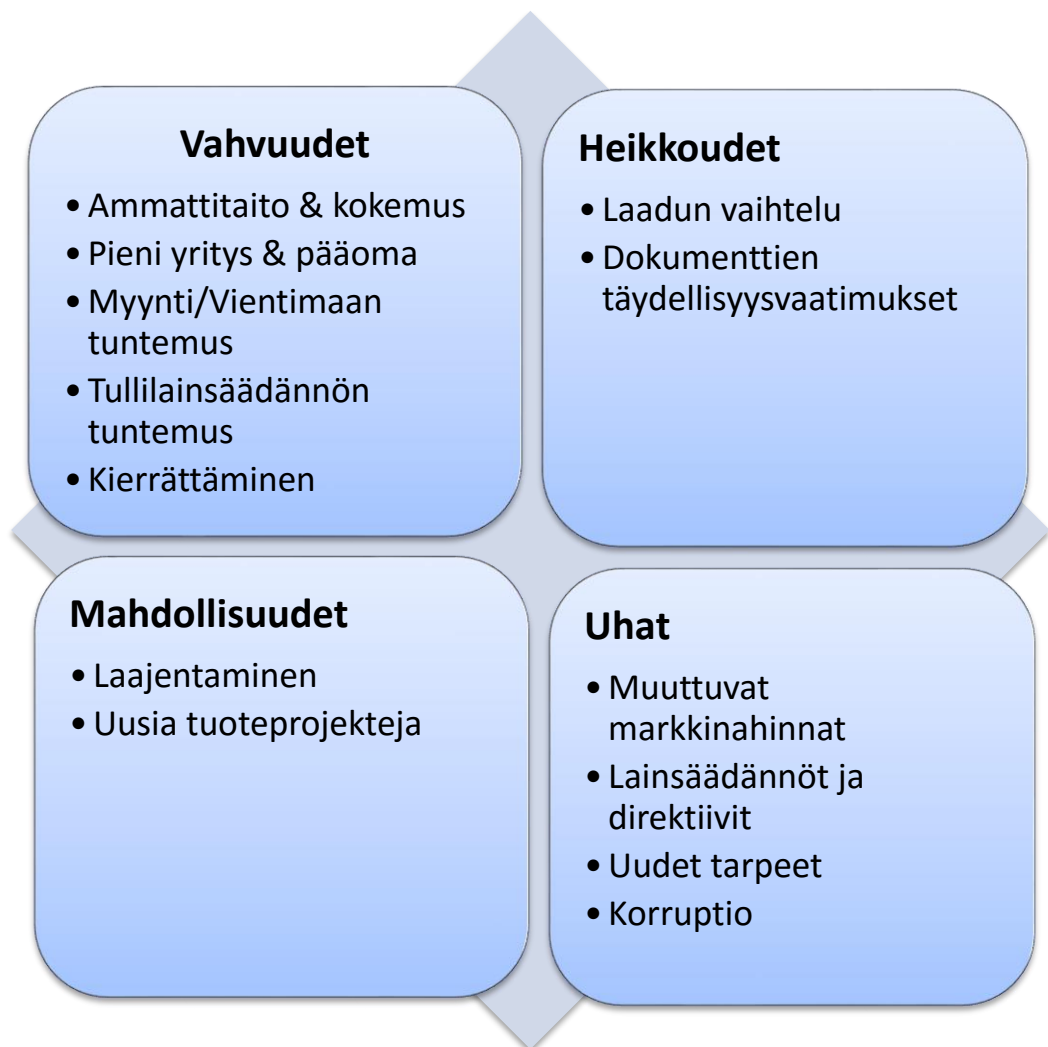 Vahvuudet
• Ammattitaito & kokemus
• Pieni yritys & pääoma
• Myynti/Vientimaan
tuntemus
• Tullilainsäädännön
tuntemus
• Kierrättäminen
Heikkoudet
• Laadun vaihtelu
• Dokumenttien
täydellisyysvaatimukset
Mahdollisuudet
• Laajentaminen
• Uusia tuoteprojekteja
Uhat
• Muuttuvat
markkinahinnat
• Lainsäädännöt ja
direktiivit
• Uudet tarpeet
• Korruptio